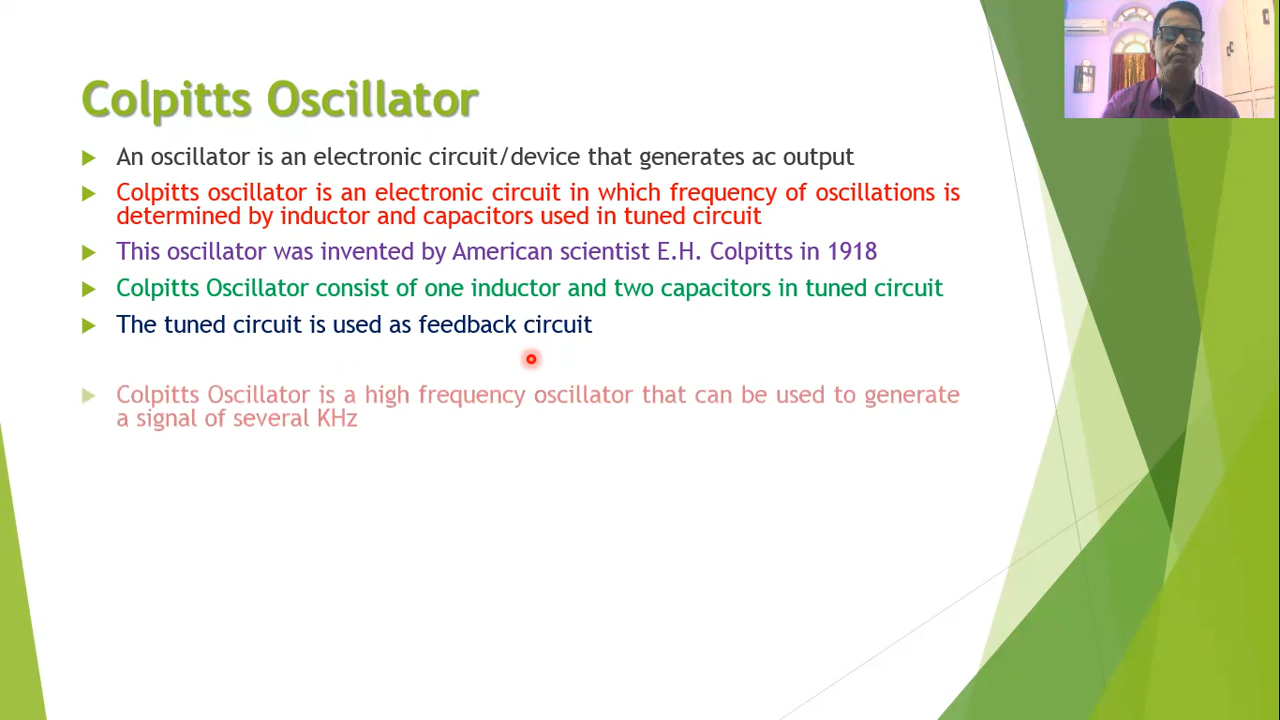 Colpitts Oscillator
An oscillator is an electronic circuit/device that generates ac output
Colpitts oscillator is an electronic circuit in which frequency of oscillations is
determined by inductor and capacitors used in tuned circuit
This oscillator was invented by American scientist E.H. Colpitts in 1918
Colpitts Oscillator consist of one inductor and two capacitors in tuned circuit
The tuned circuit is used as feedback circuit
Colpitts Oscillator is a high frequency oscillator that can be used to generate
a signal of several KHz